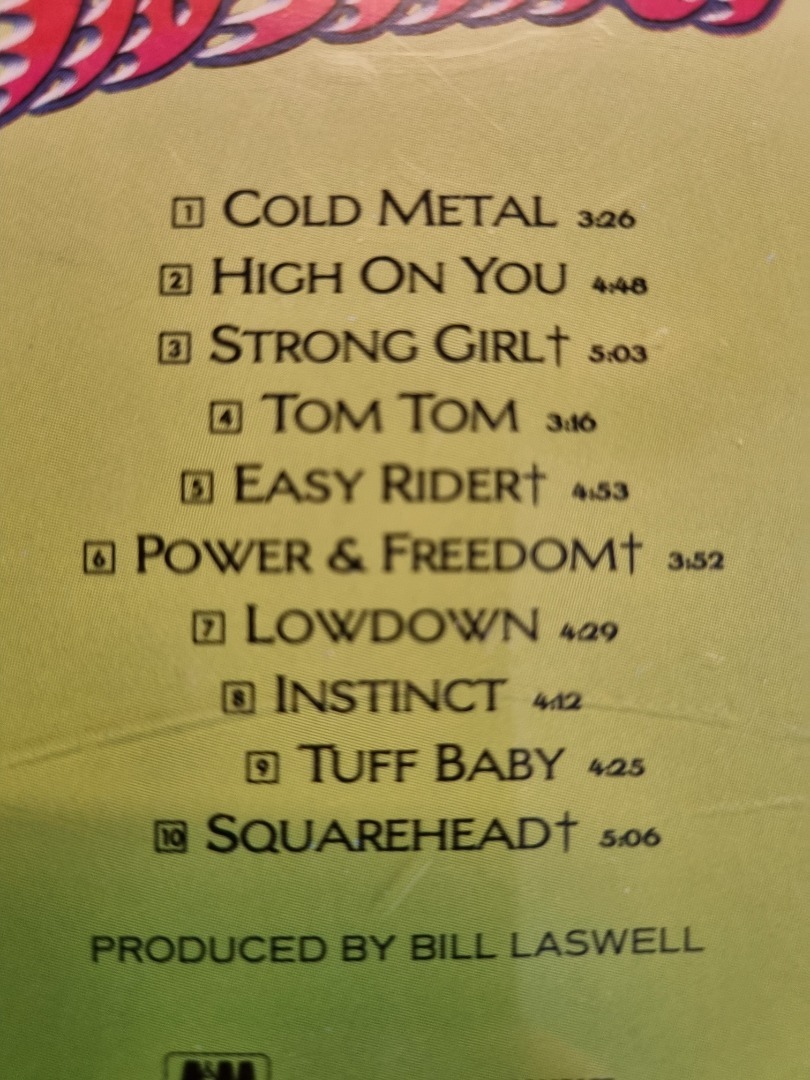 1 COLD METAL 3:26
2 HIGH ON YOU 4:48
3 STRONG GIRL† 5:03
4 TOM TOM 3:16
5 EASY RIDER† 4:53
6 POWER & FREEDOM† 3:52
7 LOWDOWN 4:29
8 INSTINCT 4:12
9 TUFF BABY 4:25
10 SQUAREHEAD† 5:06
PRODUCED BY BILL LASWELL